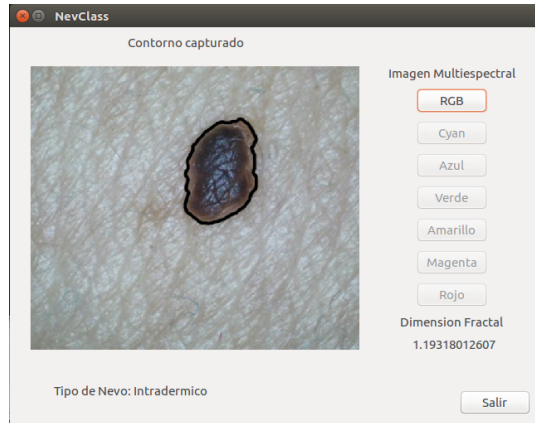 NevClass
Contorno capturado
Imagen Multiespectral
RGB
Cyan
Azul
Verde
Amarillo
Magenta
Rojo
Dimension Fractal
1.19318012607
Tipo de Nevo: Intradermico
Salir